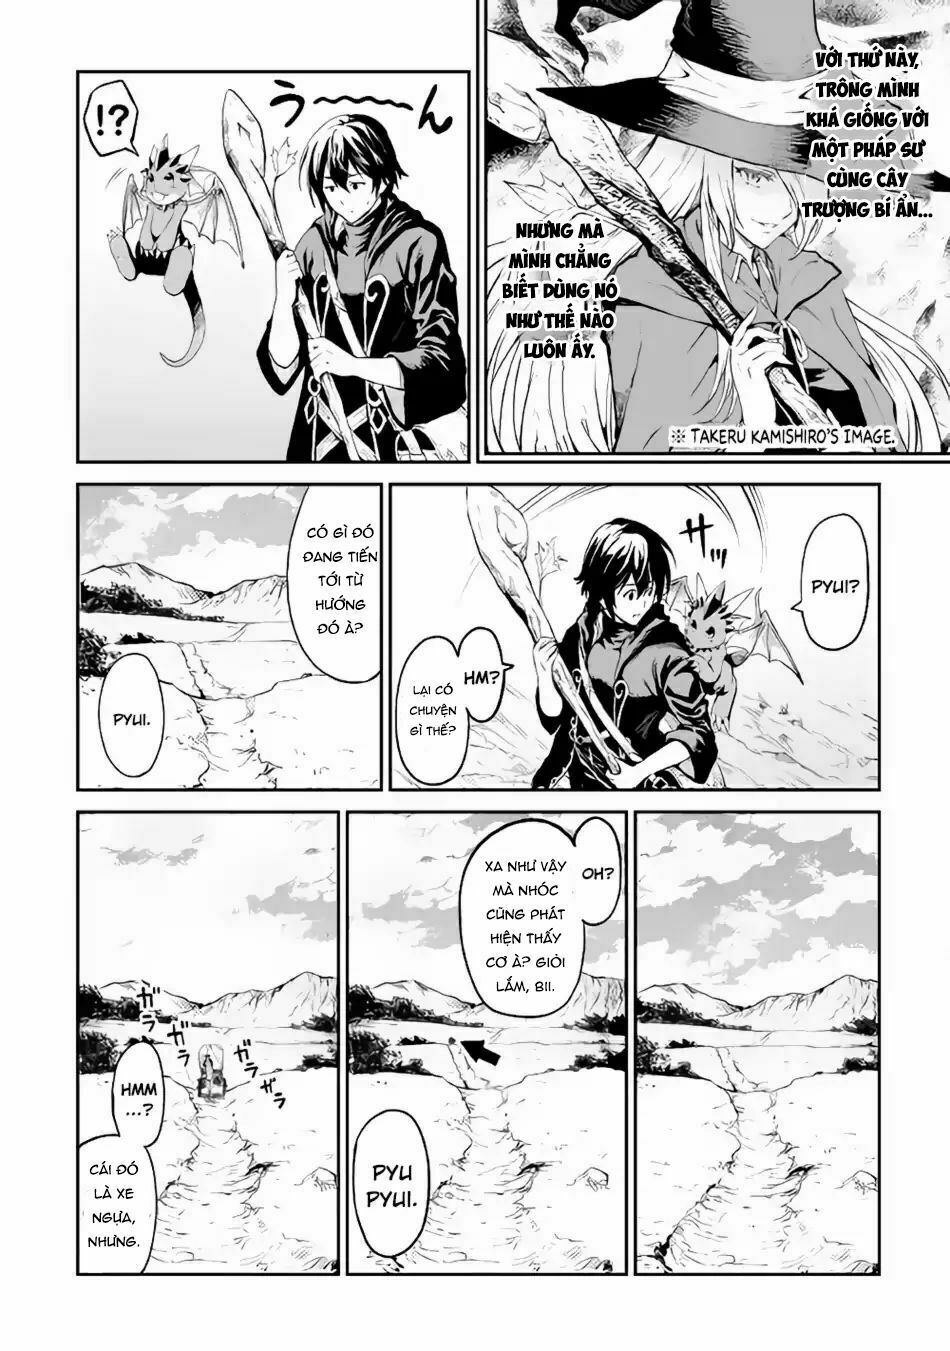 VỚI THỨ NÀY,
TRÔNG MÌNH
KHÁ GIỐNG VỚI
MỘT PHÁP SƯ
CÙNG CÂY
TRƯỢNG BÍ ẨN...
NHƯNG MÀ
MÌNH CHẲNG
BIẾT DÙNG NÓ
NHƯ THẾ NÀO
LUÔN ẤY.
※ TAKERU KAMISHIRO'S IMAGE.
う〜〜ん
!?
PYUI?
ザッ
HM?
LẠI CÓ
CHUYỆN
GÌ THẾ?
CÓ GÌ ĐÓ
ĐANG TIẾN
TỚI TỪ
HƯỚNG
ĐÓ À?
PYUI.
OH?
XA NHƯ VẬY
MÀ NHÓC
CŨNG PHÁT
HIỆN THẤY
CƠ À? GIỎI
LẮM, BII.
PYU
PYUI.
ガラガラ
ガラガラ
HMM
...?
CÁI ĐÓ
LÀ XE
NGỰA,
NHƯNG.